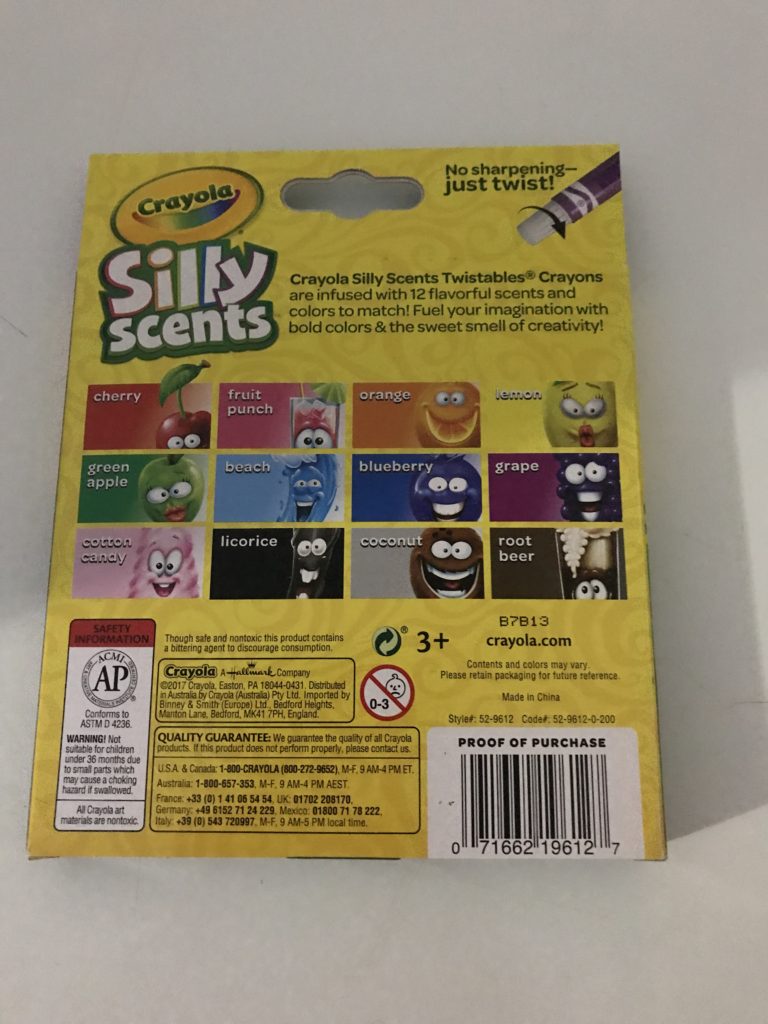 Crayola
No sharpening—
just twist!
Silly
Scents
Crayola Silly Scents Twistables® Crayons
are infused with 12 flavorful scents and
colors to match! Fuel your imagination with
bold colors & the sweet smell of creativity!
cherry
fruit
punch
orange
lemon
green
apple
beach
blueberry
grape
cotton
candy
licorice
coconut
root
beer
SAFETY
INFORMATION
ACMI
AP
Conforms to
ASTM D 4236.
WARNING! Not
suitable for children
under 36 months due
to small parts which
may cause a choking
hazard if swallowed.
All Crayola art
materials are nontoxic.
Though safe and nontoxic this product contains
a bittering agent to discourage consumption.
Crayola A Hallmark Company
©2017 Crayola, Easton, PA 18044-0431. Distributed
in Australia by Crayola (Australia) Pty Ltd. Imported by
Binney & Smith (Europe) Ltd., Bedford Heights,
Manton Lane, Bedford, MK41 7PH, England.
3+
0-3
B7B13
crayola.com
Contents and colors may vary.
Please retain packaging for future reference.
Made in China
Style#: 52-9612 Code#: 52-9612-0-200
QUALITY GUARANTEE: We guarantee the quality of all Crayola
products. If this product does not perform properly, please contact us.
U.S.A. & Canada: 1-800-CRAYOLA (800-272-9652), M-F, 9 AM-4 PM ET.
Australia: 1-800-657-353, M-F, 9 AM-4 PM AEST.
France: +33 (0) 1 41 06 54 54, UK: 01702 208170,
Germany: +49 6152 71 24 229, Mexico: 01800 71 78 222,
Italy: +39 (0) 543 720997, M-F, 9 AM-5 PM local time.
PROOF OF PURCHASE
0 71662 19612 7